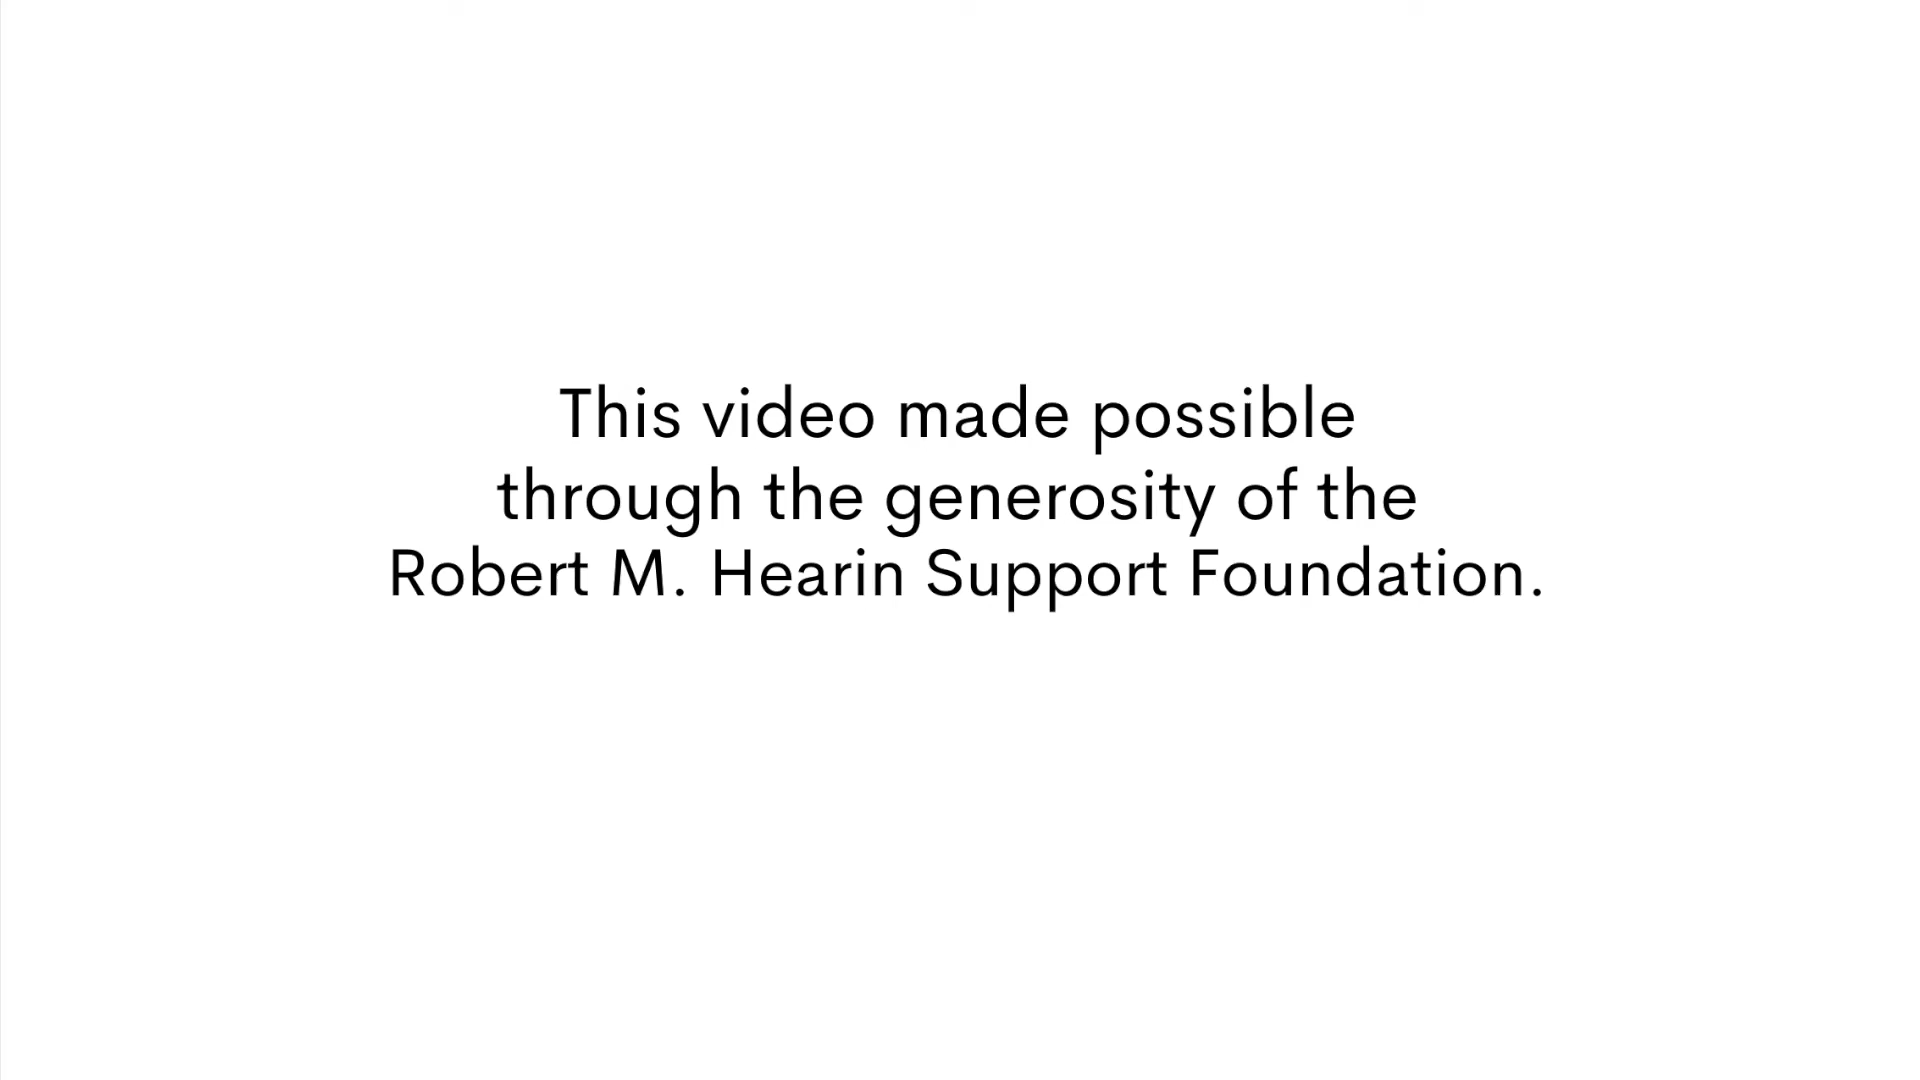 This video made possible
through the generosity of the
Robert M. Hearin Support Foundation.